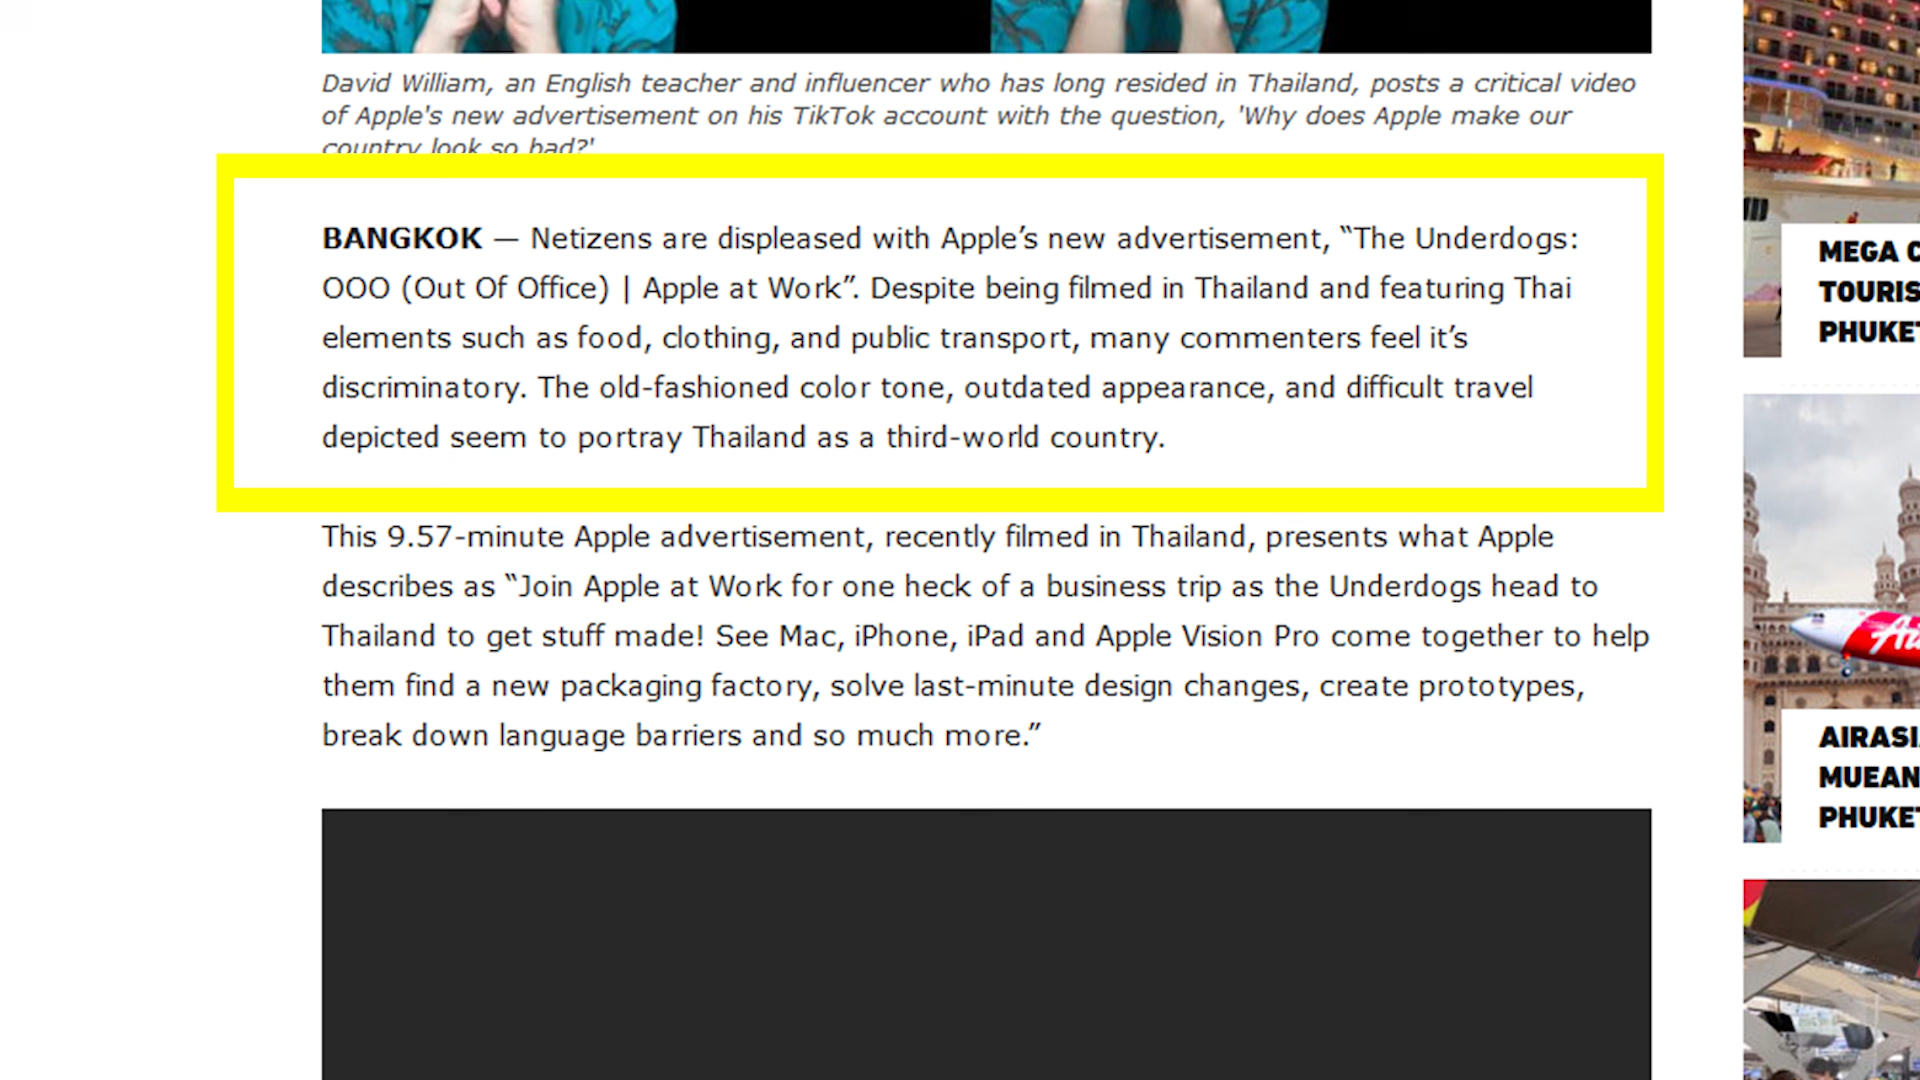 David William, an English teacher and influencer who has long resided in Thailand, posts a critical video
of Apple's new advertisement on his TikTok account with the question, 'Why does Apple make our
country look so bad?'
BANGKOK — Netizens are displeased with Apple’s new advertisement, “The Underdogs:
OOO (Out Of Office) | Apple at Work”. Despite being filmed in Thailand and featuring Thai
elements such as food, clothing, and public transport, many commenters feel it’s
discriminatory. The old-fashioned color tone, outdated appearance, and difficult travel
depicted seem to portray Thailand as a third-world country.
This 9.57-minute Apple advertisement, recently filmed in Thailand, presents what Apple
describes as “Join Apple at Work for one heck of a business trip as the Underdogs head to
Thailand to get stuff made! See Mac, iPhone, iPad and Apple Vision Pro come together to help
them find a new packaging factory, solve last-minute design changes, create prototypes,
break down language barriers and so much more.”
MEGA
TOURIS
PHUKET
AIRASI
MUEAN
PHUKET